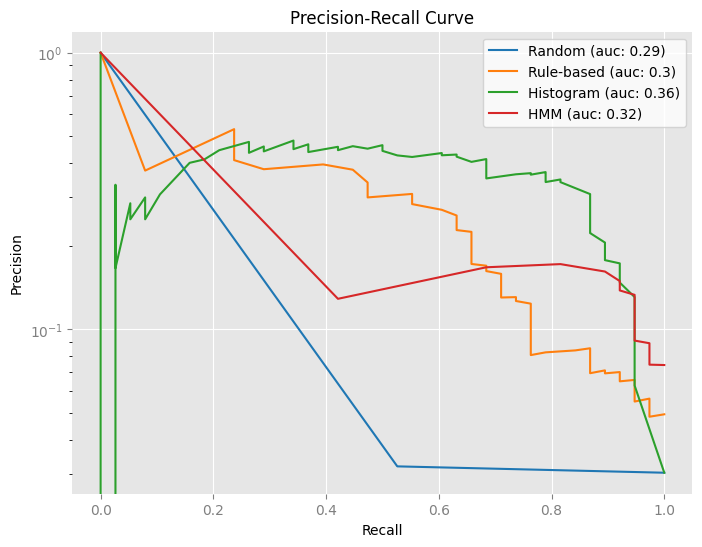 Precision-Recall Curve
Random (auc: 0.29)
Rule-based (auc: 0.3)
Histogram (auc: 0.36)
HMM (auc: 0.32)
10⁰
10⁻¹
Precision
0.0 0.2 0.4 0.6 0.8 1.0
Recall